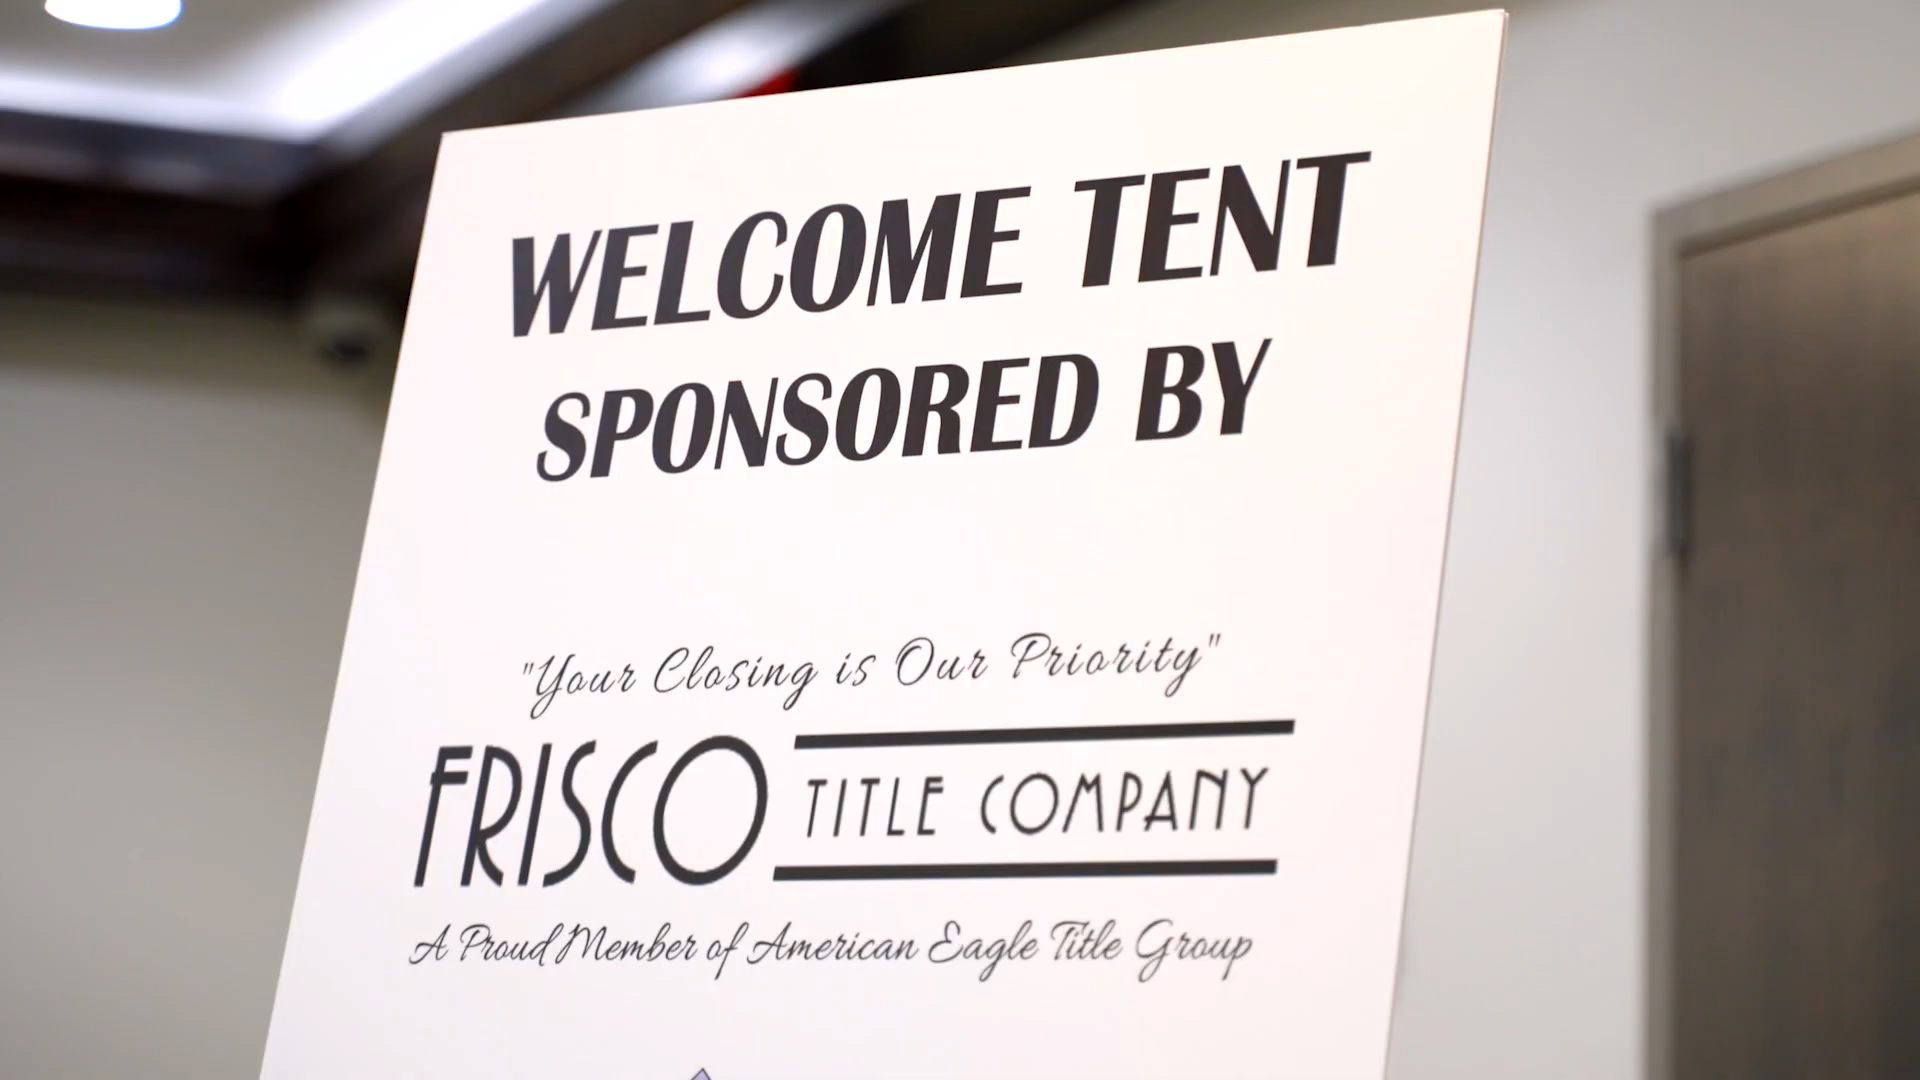 WELCOME TENT
SPONSORED BY
"Your Closing is Our Priority"
FRISCO TITLE COMPANY
A Proud Member of American Eagle Title Group